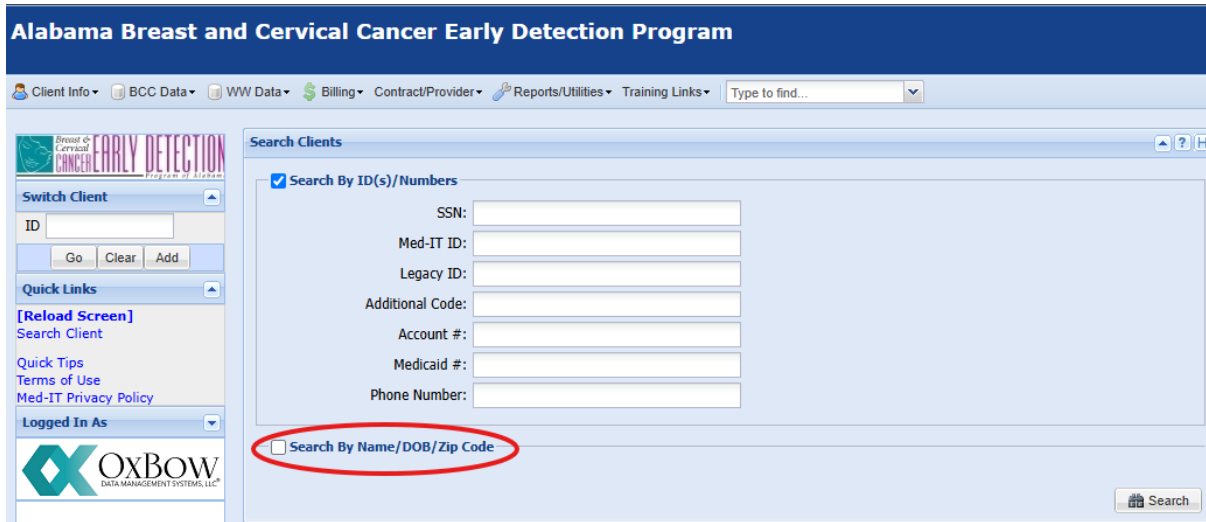 Alabama Breast and Cervical Cancer Early Detection Program
Client Info BCC Data WW Data Billing Contract/Provider Reports/Utilities Training Links Type to find...
Breast &
Cervical
CANCER EARLY DETECTION
Program of Alabama
Switch Client
ID
Go Clear Add
Quick Links
[Reload Screen]
Search Client
Quick Tips
Terms of Use
Med-IT Privacy Policy
Logged In As
OXBOW
DATA MANAGEMENT SYSTEMS, LLC®
Search Clients ?
Search By ID(s)/Numbers
SSN:
Med-IT ID:
Legacy ID:
Additional Code:
Account #:
Medicaid #:
Phone Number:
Search By Name/DOB/Zip Code
Search